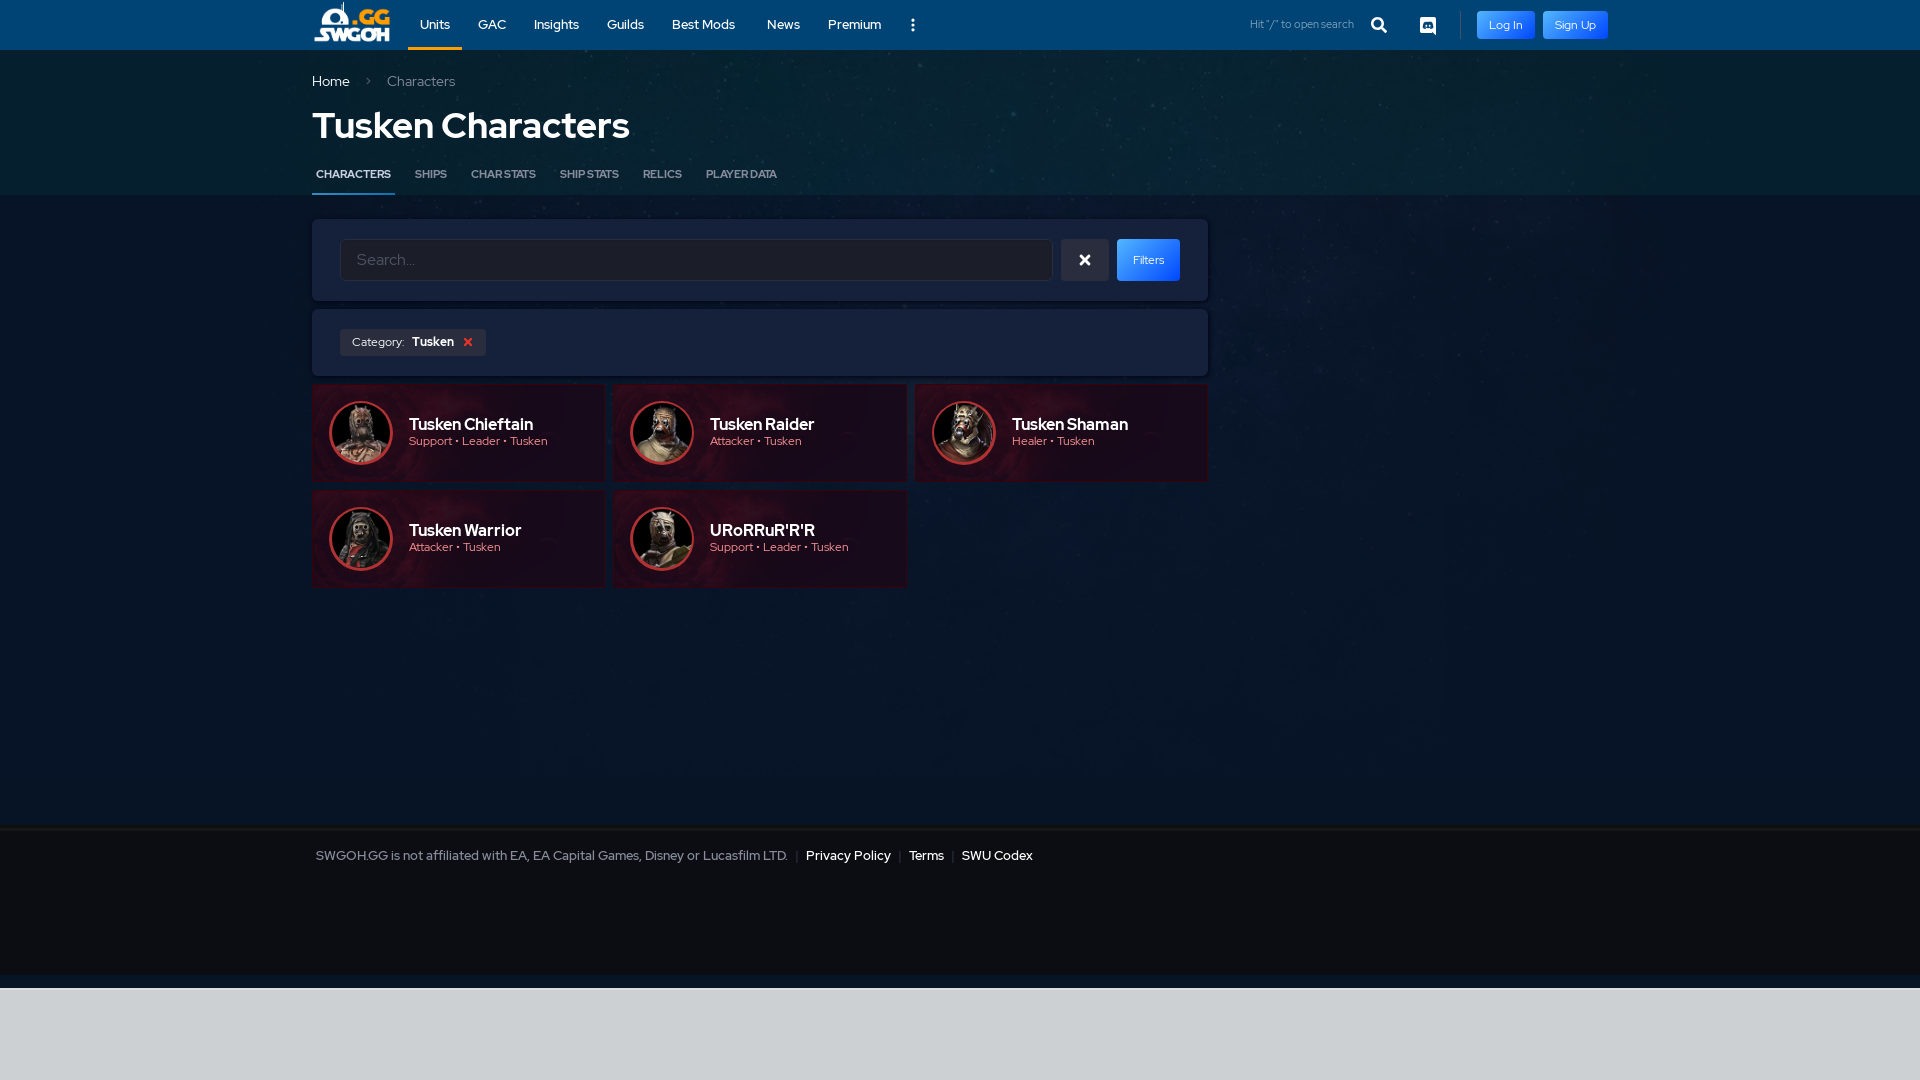 .GG
SWGOH
Units
GAC
Insights
Guilds
Best Mods
News
Premium
Hit "/" to open search
Log In
Sign Up
Home
Characters
Tusken Characters
CHARACTERS
SHIPS
CHAR STATS
SHIP STATS
RELICS
PLAYER DATA
Search...
Filters
Category: Tusken
Tusken Chieftain
Support • Leader • Tusken
Tusken Raider
Attacker • Tusken
Tusken Shaman
Healer • Tusken
Tusken Warrior
Attacker • Tusken
URoRRuR'R'R
Support • Leader • Tusken
SWGOH.GG is not affiliated with EA, EA Capital Games, Disney or Lucasfilm LTD. | Privacy Policy | Terms | SWU Codex